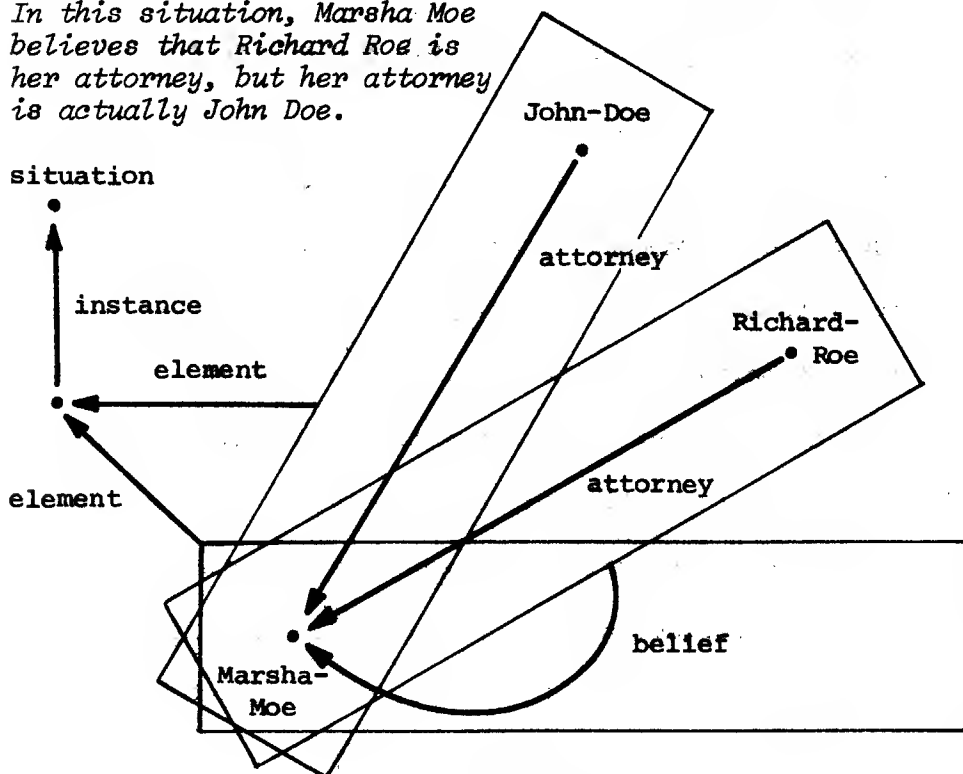 In this situation, Marsha Moe
believes that Richard Roe is
her attorney, but her attorney
is actually John Doe.
John-Doe
situation
attorney
instance
Richard-
Roe
element
attorney
element
belief
Marsha-
Moe